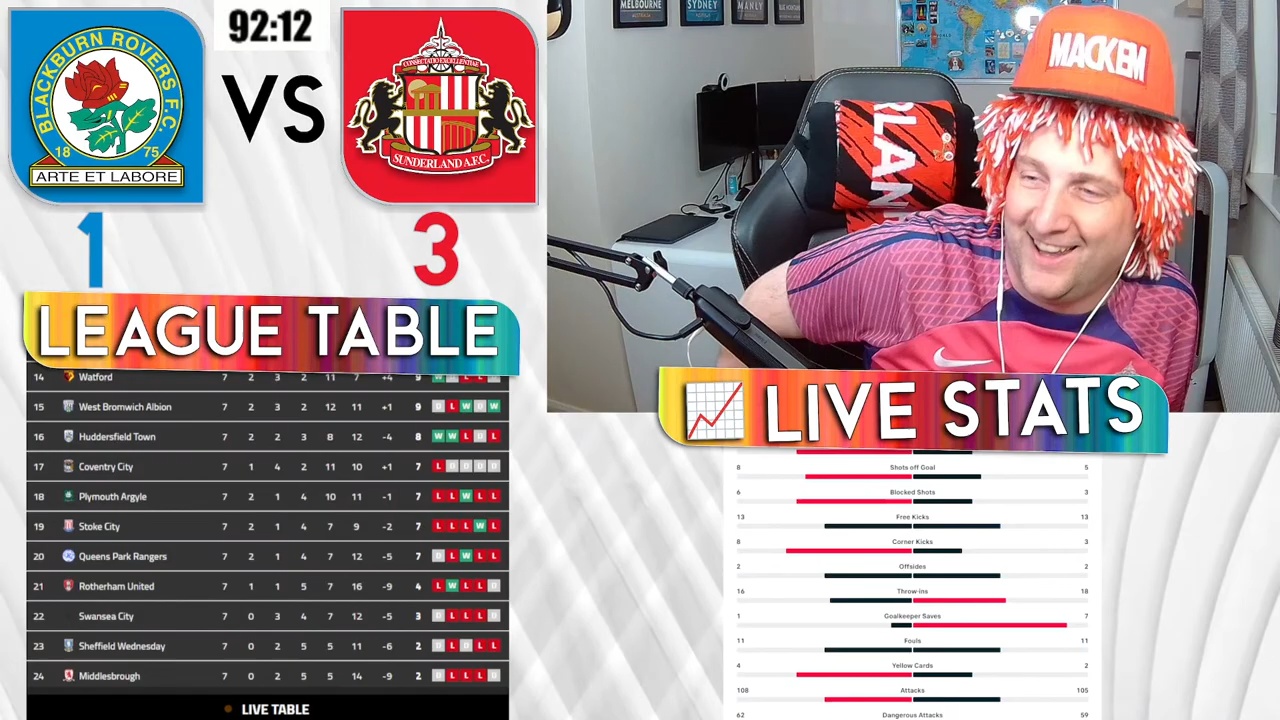 BLACKBURN ROVERS F.C.
18 75
ARTE ET LABORE
92:12
VS
CONSECTATIO EXCELLENTIAE
SUNDERLAND A.F.C.
1
3
MELBOURNE
AUSTRALIA
SYDNEY
MANLY
BLUE MOUNTAINS
MACKEM
RLAN
LEAGUE TABLE
14 Watford 7 2 3 2 11 7 +4 9 W D L L D
15 West Bromwich Albion 7 2 3 2 12 11 +1 9 D L W D W
16 Huddersfield Town 7 2 2 3 8 12 -4 8 W W L D L
17 Coventry City 7 1 4 2 11 10 +1 7 L D D D D
18 Plymouth Argyle 7 2 1 4 10 11 -1 7 L L W L L
19 Stoke City 7 2 1 4 7 9 -2 7 L L L W L
20 Queens Park Rangers 7 2 1 4 7 12 -5 7 D L W L L
21 Rotherham United 7 1 1 5 7 16 -9 4 L W L L D
22 Swansea City 7 0 3 4 7 12 -5 3 D L L L D
23 Sheffield Wednesday 7 0 2 5 5 11 -6 2 D L D L L
24 Middlesbrough 7 0 2 5 5 14 -9 2 D L L L D
LIVE TABLE
LIVE STATS
8 Shots off Goal 5
6 Blocked Shots 3
13 Free Kicks 13
8 Corner Kicks 3
2 Offsides 2
16 Throw-ins 18
1 Goalkeeper Saves 7
11 Fouls 11
4 Yellow Cards 2
108 Attacks 105
62 Dangerous Attacks 59